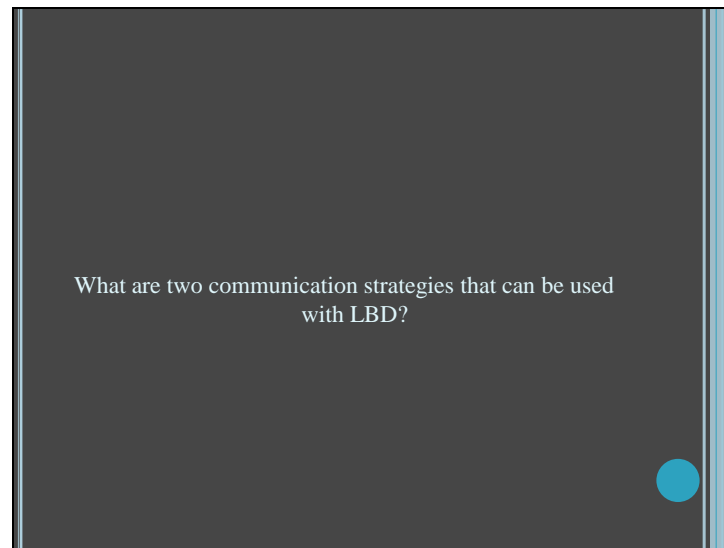 What are two communication strategies that can be used
with LBD?